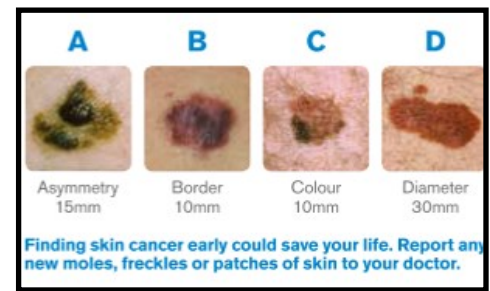 A B C D
Asymmetry Border Colour Diameter
15mm 10mm 10mm 30mm
Finding skin cancer early could save your life. Report any
new moles, freckles or patches of skin to your doctor.